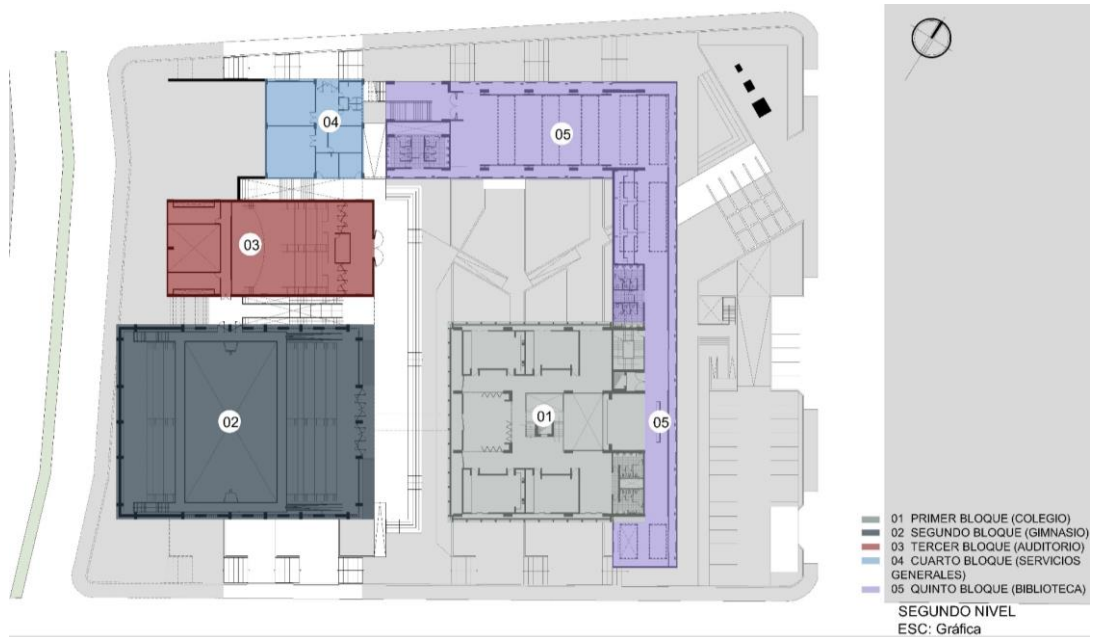 04
05
03
02
01
05
01 PRIMER BLOQUE (COLEGIO)
02 SEGUNDO BLOQUE (GIMNASIO)
03 TERCER BLOQUE (AUDITORIO)
04 CUARTO BLOQUE (SERVICIOS
GENERALES)
05 QUINTO BLOQUE (BIBLIOTECA)
SEGUNDO NIVEL
ESC: Gráfica